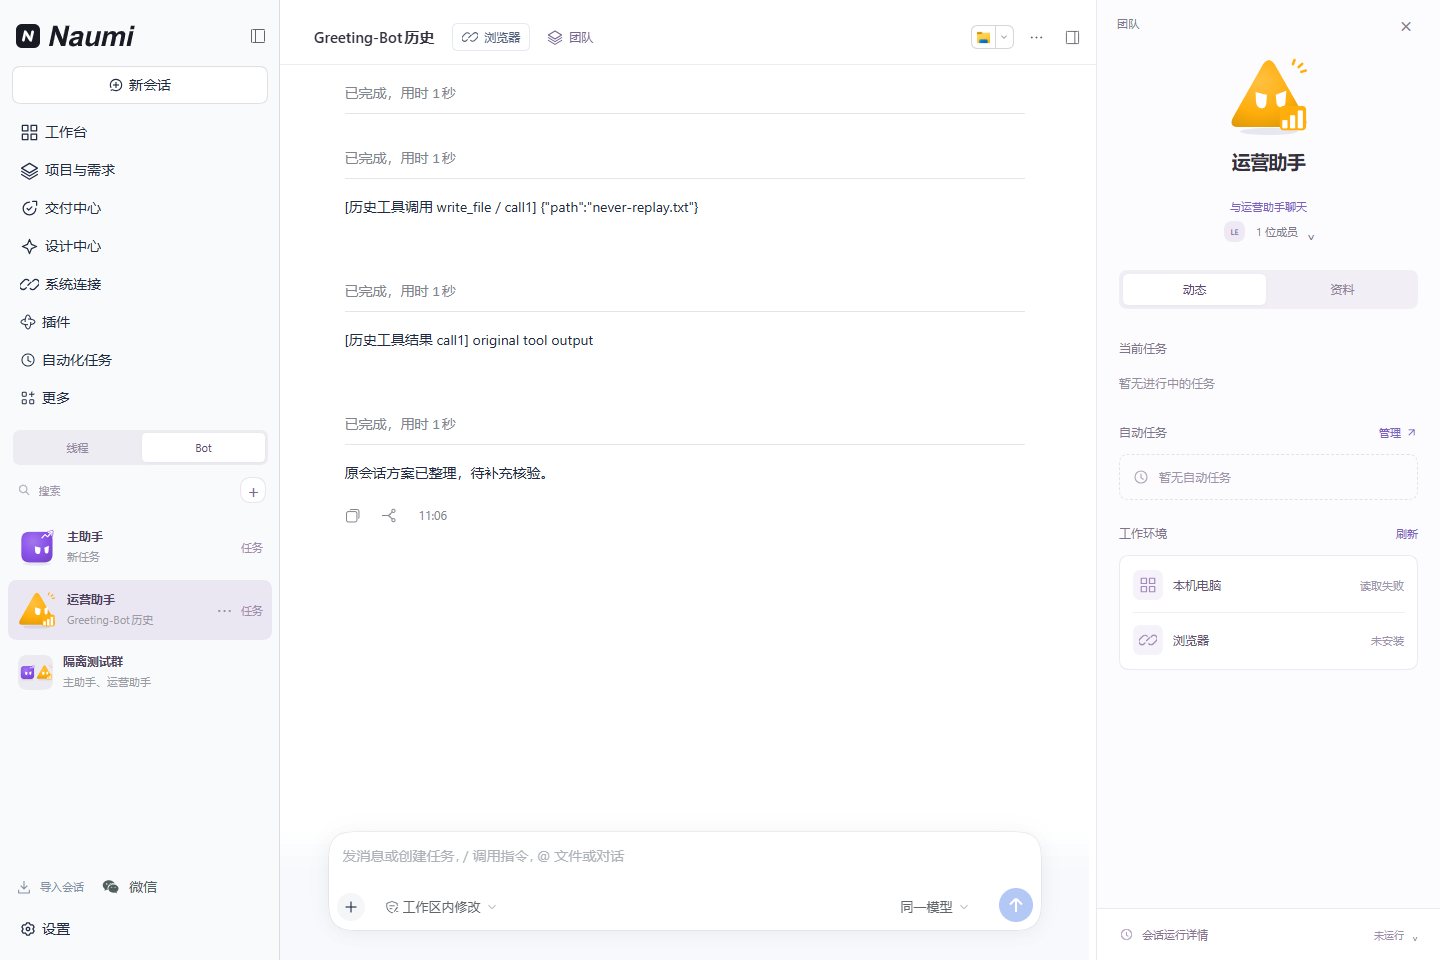 Naumi
新会话
工作台
项目与需求
交付中心
设计中心
系统连接
插件
自动化任务
更多
线程
Bot
搜索
主助手
新任务
任务
运营助手
Greeting-Bot历史
任务
隔离测试群
主助手、运营助手
导入会话
微信
设置
Greeting-Bot历史
浏览器
团队
已完成，用时 1秒
已完成，用时 1秒
[历史工具调用 write_file / call1] {"path":"never-replay.txt"}
已完成，用时 1秒
[历史工具结果 call1] original tool output
已完成，用时 1秒
原会话方案已整理，待补充核验。
11:06
发消息或创建任务, / 调用指令, @ 文件或对话
工作区内修改
同一模型
团队
运营助手
与运营助手聊天
LE
1 位成员
动态
资料
当前任务
暂无进行中的任务
自动任务
管理
暂无自动任务
工作环境
刷新
本机电脑
读取失败
浏览器
未安装
会话运行详情
未运行